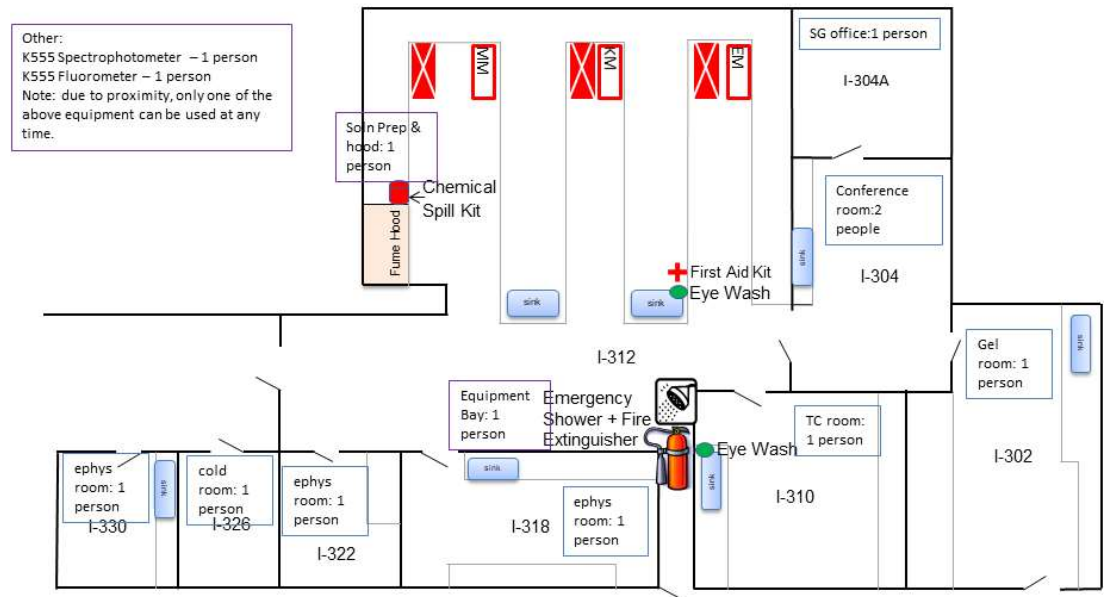 Other:
K555 Spectrophotometer – 1 person
K555 Fluorometer – 1 person
Note: due to proximity, only one of the
above equipment can be used at any
time.
MM
KM
EM
SG office:1 person
I-304A
Soln Prep &
hood: 1
person
Chemical
Spill Kit
Fume Hood
Conference
room:2
people
sink
I-304
First Aid Kit
Eye Wash
sink
sink
I-312
Gel
room: 1
person
sink
I-302
Equipment
Bay: 1
person
Emergency
Shower + Fire
Extinguisher
TC room:
1 person
Eye Wash
sink
I-310
ephys
room: 1
person
I-330
sink
cold
room: 1
person
I-326
ephys
room: 1
person
I-322
sink
I-318
ephys
room: 1
person